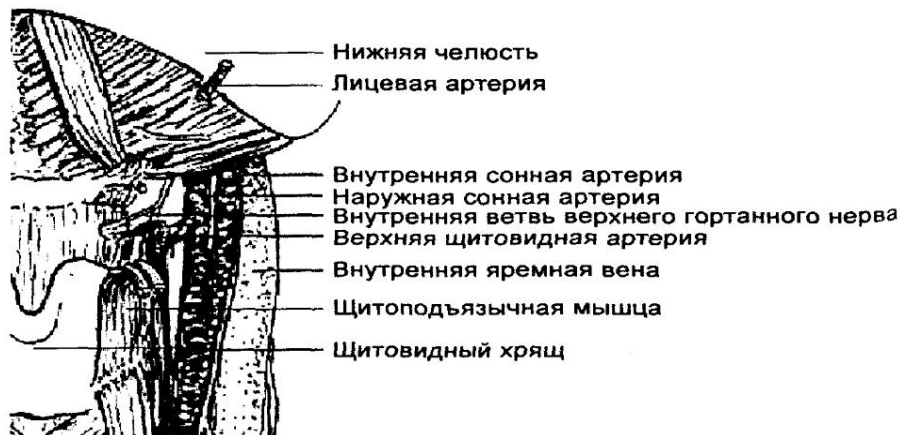 Нижняя челюсть
Лицевая артерия
Внутренняя сонная артерия
Наружная сонная артерия
Внутренняя ветвь верхнего гортанного нерва
Верхняя щитовидная артерия
Внутренняя яремная вена
Щитоподъязычная мышца
Щитовидный хрящ